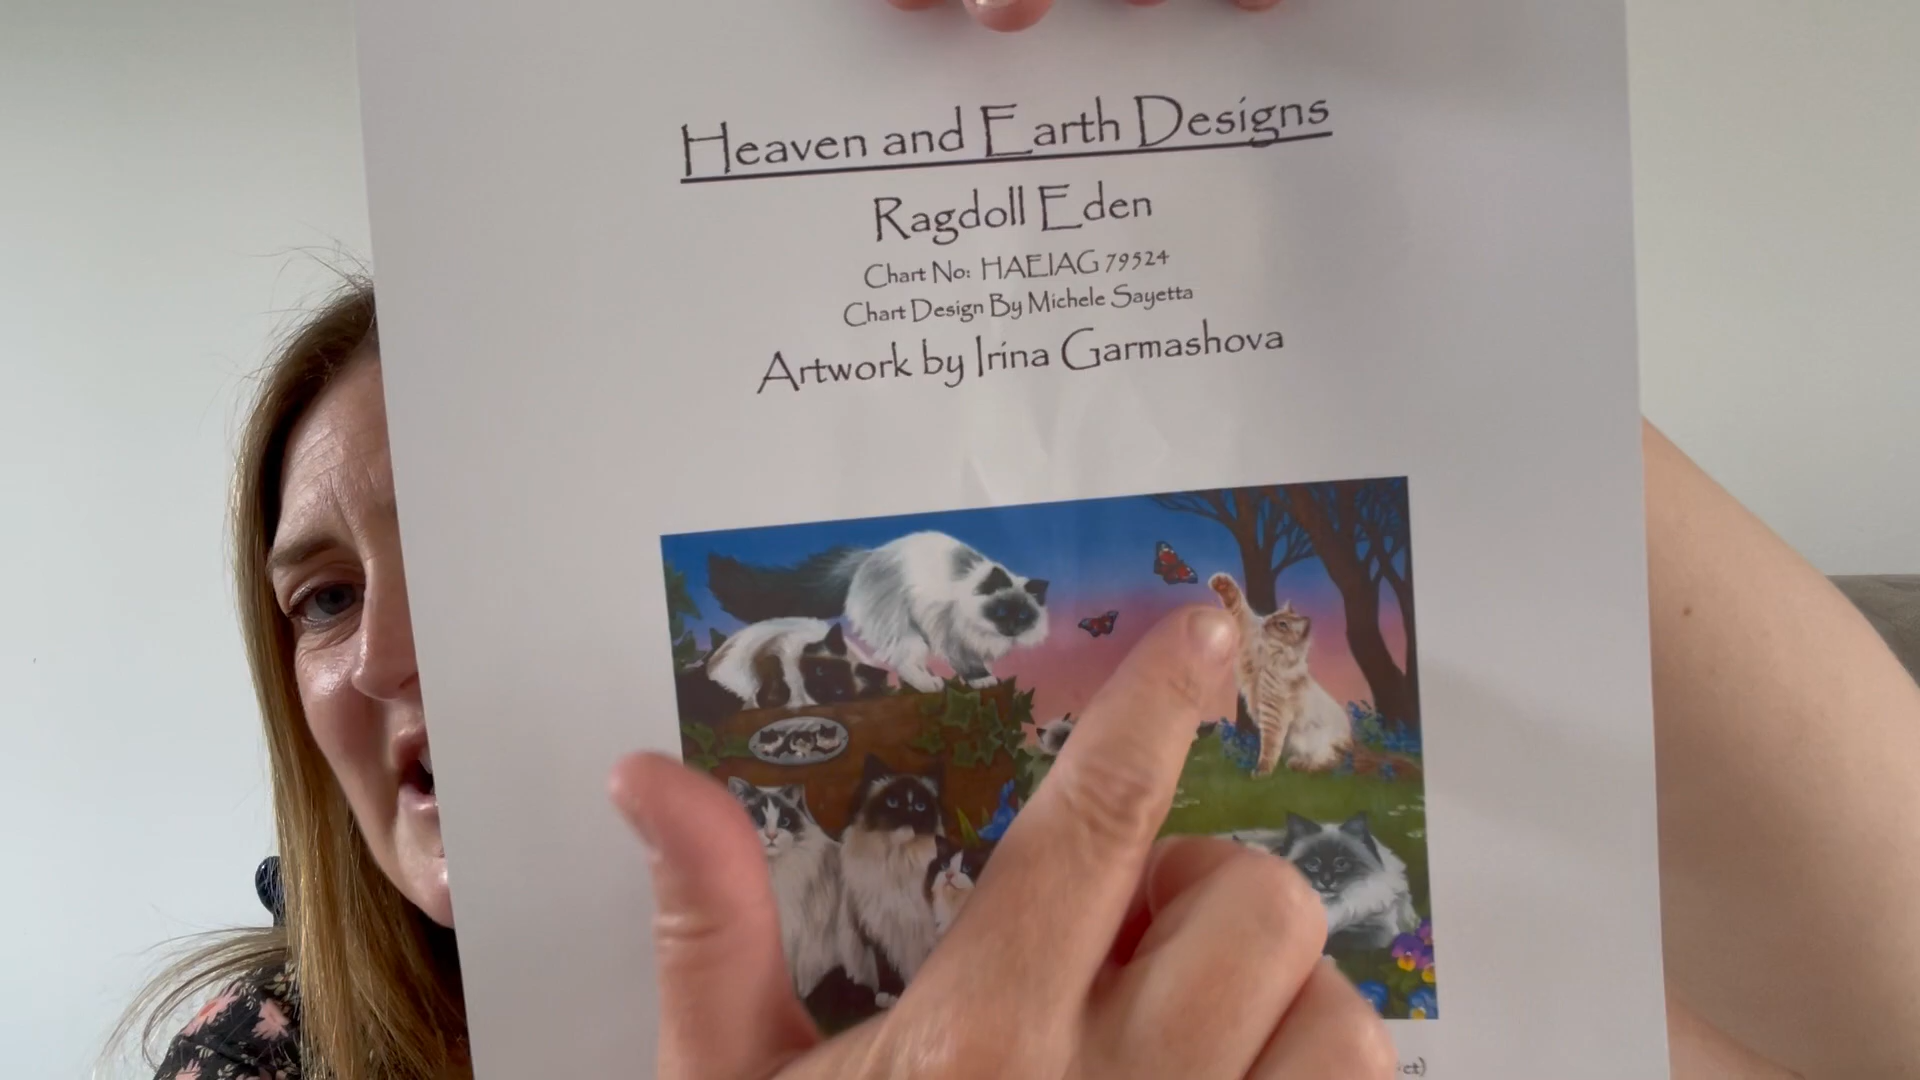 Heaven and Earth Designs
Ragdoll Eden
Chart No: HAEIAG 79524
Chart Design By Michele Sayetta
Artwork by Irina Garmashova
ct)